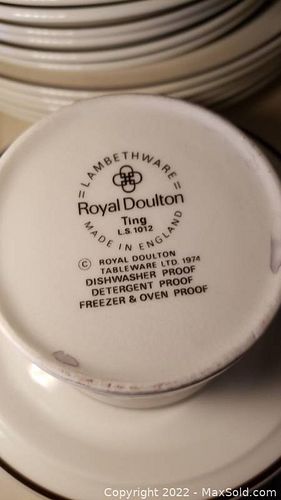 = LAMBETHWARE =
Royal Doulton
Ting
L.S. 1012
MADE IN ENGLAND
© ROYAL DOULTON
TABLEWARE LTD. 1974
DISHWASHER PROOF
DETERGENT PROOF
FREEZER & OVEN PROOF
Copyright 2022 - MaxSold.com